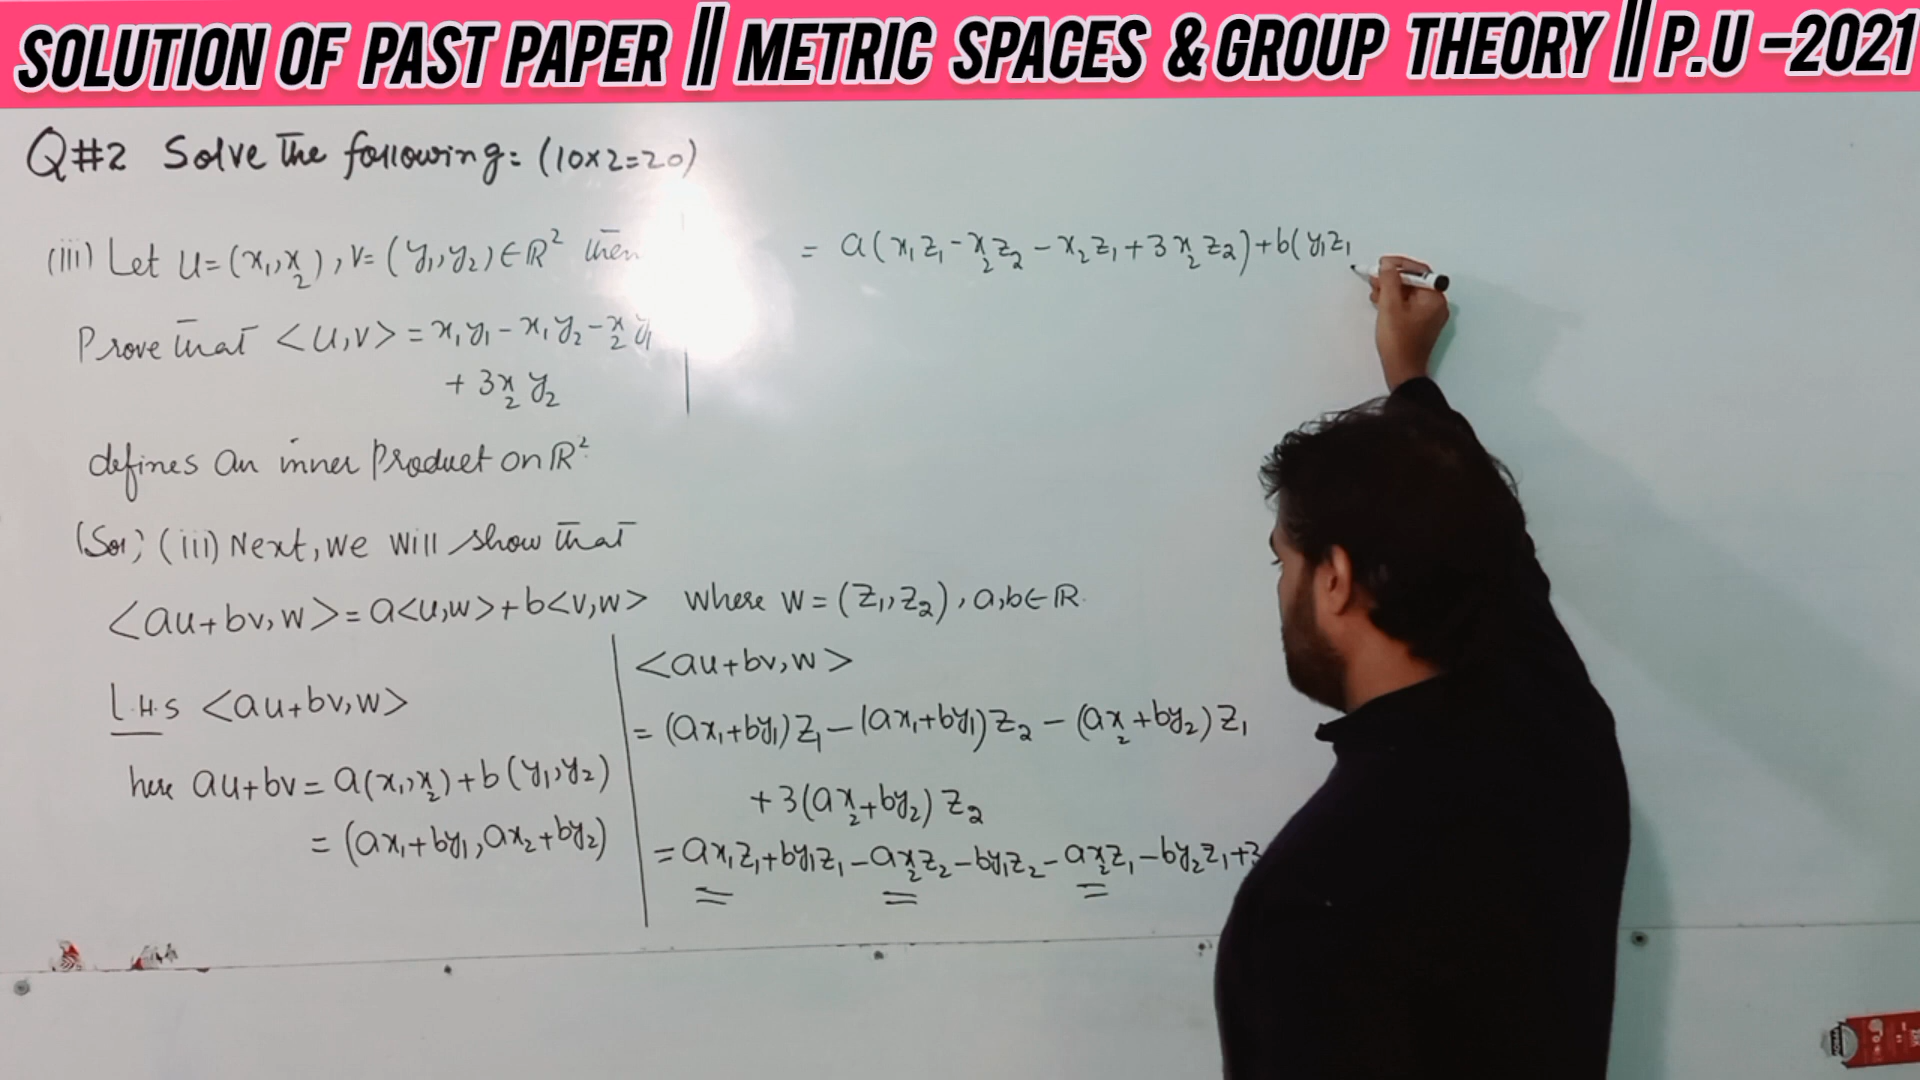 SOLUTION OF PAST PAPER || METRIC SPACES & GROUP THEORY || P.U -2021
Q#2 Solve The following: (10×2=20)
(iii) Let u=(x₁,x₂), v=(y₁,y₂)∈ℝ² then
Prove that <u,v> = x₁y₁ - x₁y₂ - x₂y₁
+ 3x₂y₂
defines an inner Product on ℝ².
(Sol) (iii) Next, we will show that
<au+bv,w> = a<u,w>+b<v,w> where w=(z₁,z₂), a,b∈ℝ.
L.H.S <au+bv,w>
here au+bv = a(x₁,x₂)+b(y₁,y₂)
= (ax₁+by₁,ax₂+by₂)
<au+bv,w>
= (ax₁+by₁)z₁-(ax₁+by₁)z₂-(ax₂+by₂)z₁
+3(ax₂+by₂)z₂
=ax₁z₁+by₁z₁-ax₂z₂-by₁z₂-ax₂z₁-by₂z₁+3
= a(x₁z₁-x₂z₂-x₂z₁+3x₂z₂)+b(y₁z₁